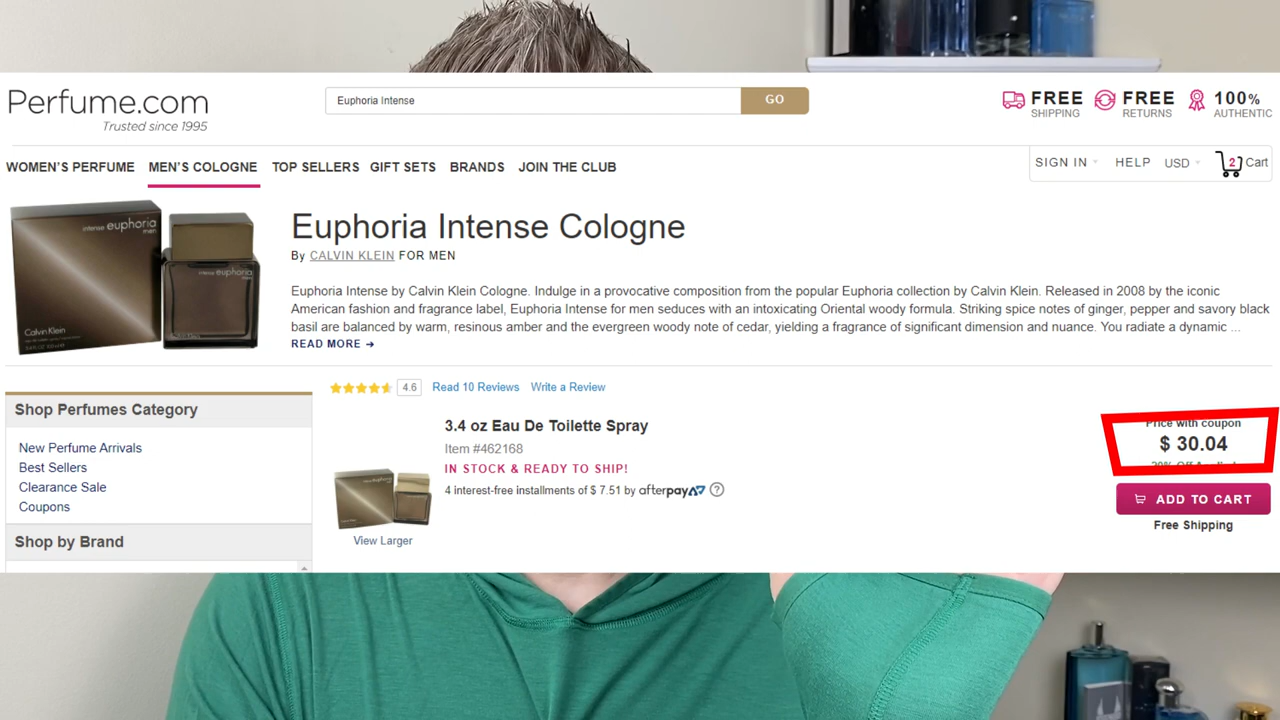 Perfume.com
Trusted since 1995
Euphoria Intense
GO
FREE
SHIPPING
FREE
RETURNS
100%
AUTHENTIC
WOMEN'S PERFUME MEN'S COLOGNE TOP SELLERS GIFT SETS BRANDS JOIN THE CLUB
SIGN IN HELP USD 2 Cart
intense euphoria
men
intense euphoria
men
Calvin Klein
Euphoria Intense Cologne
By CALVIN KLEIN FOR MEN
Euphoria Intense by Calvin Klein Cologne. Indulge in a provocative composition from the popular Euphoria collection by Calvin Klein. Released in 2008 by the iconic
American fashion and fragrance label, Euphoria Intense for men seduces with an intoxicating Oriental woody formula. Striking spice notes of ginger, pepper and savory black
basil are balanced by warm, resinous amber and the evergreen woody note of cedar, yielding a fragrance of significant dimension and nuance. You radiate a dynamic ...
READ MORE →
Shop Perfumes Category
New Perfume Arrivals
Best Sellers
Clearance Sale
Coupons
Shop by Brand
4.6 Read 10 Reviews Write a Review
3.4 oz Eau De Toilette Spray
Item #462168
IN STOCK & READY TO SHIP!
4 interest-free installments of $ 7.51 by afterpay ?
View Larger
Price with coupon
$ 30.04
ADD TO CART
Free Shipping